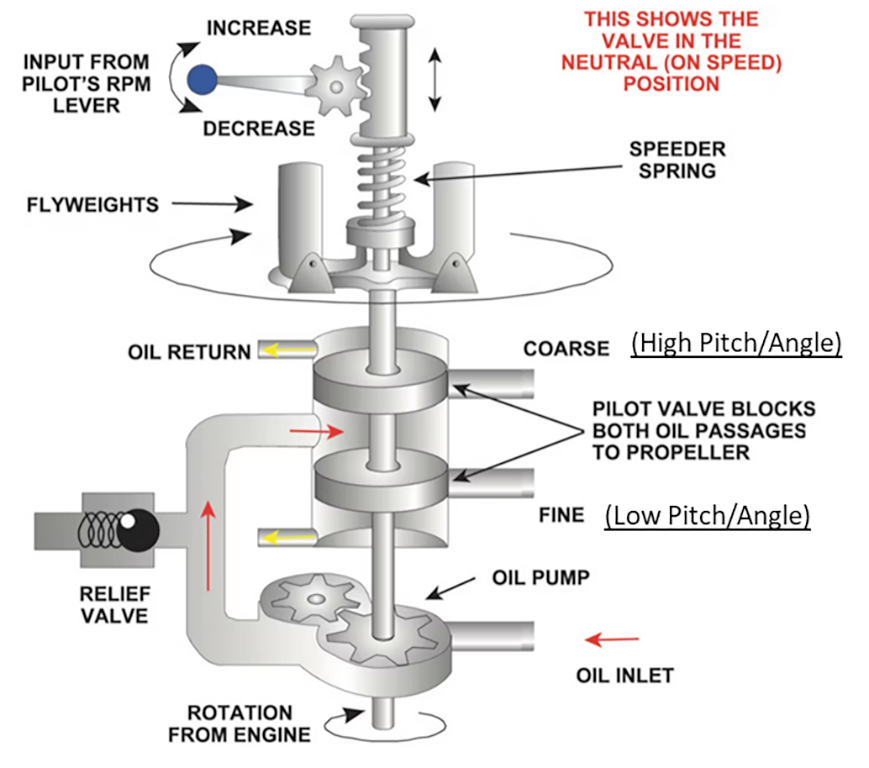 INCREASE
INPUT FROM
PILOT'S RPM
LEVER
DECREASE
THIS SHOWS THE
VALVE IN THE
NEUTRAL (ON SPEED)
POSITION
SPEEDER
SPRING
FLYWEIGHTS
OIL RETURN
COARSE (High Pitch/Angle)
PILOT VALVE BLOCKS
BOTH OIL PASSAGES
TO PROPELLER
FINE (Low Pitch/Angle)
RELIEF
VALVE
OIL PUMP
OIL INLET
ROTATION
FROM ENGINE